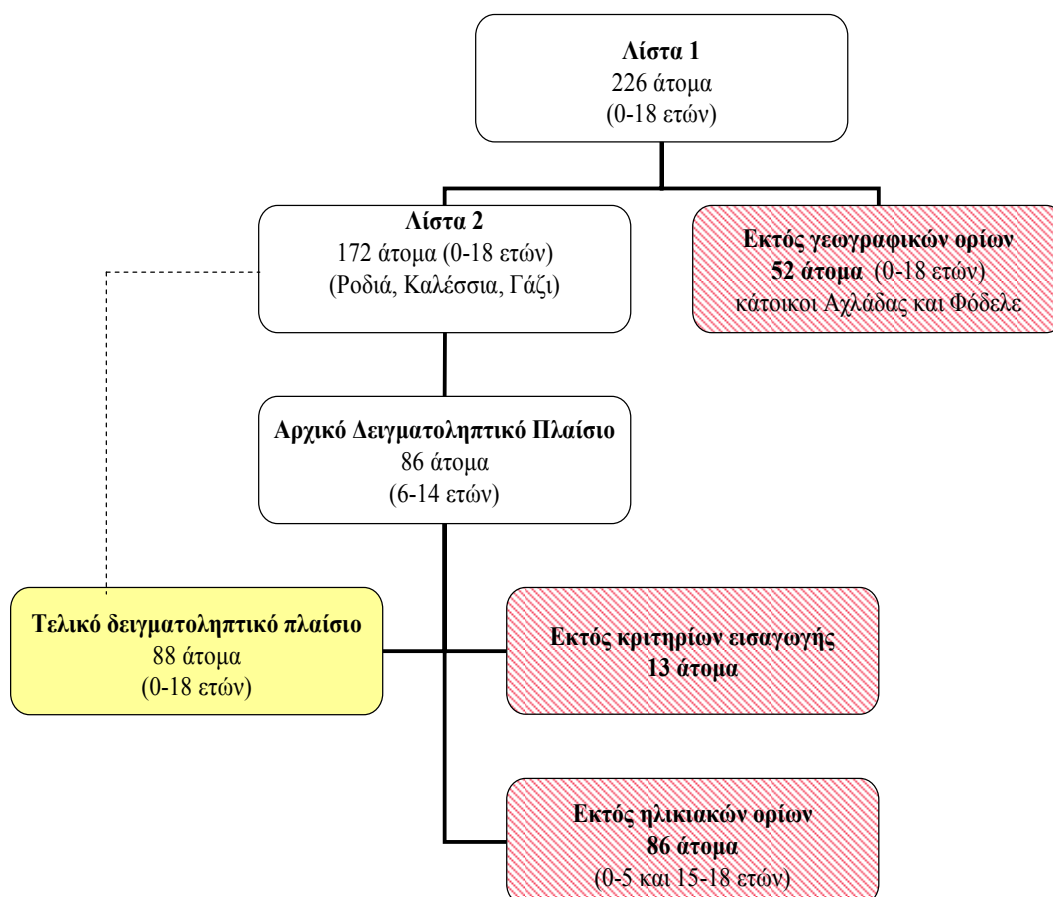 Λίστα 1
226 άτομα
(0-18 ετών)
Λίστα 2
172 άτομα (0-18 ετών)
(Ροδιά, Καλέσσια, Γάζι)
Εκτός γεωγραφικών ορίων
52 άτομα (0-18 ετών)
κάτοικοι Αχλάδας και Φόδελε
Αρχικό Δειγματοληπτικό Πλαίσιο
86 άτομα
(6-14 ετών)
Τελικό δειγματοληπτικό πλαίσιο
88 άτομα
(0-18 ετών)
Εκτός κριτηρίων εισαγωγής
13 άτομα
Εκτός ηλικιακών ορίων
86 άτομα
(0-5 και 15-18 ετών)